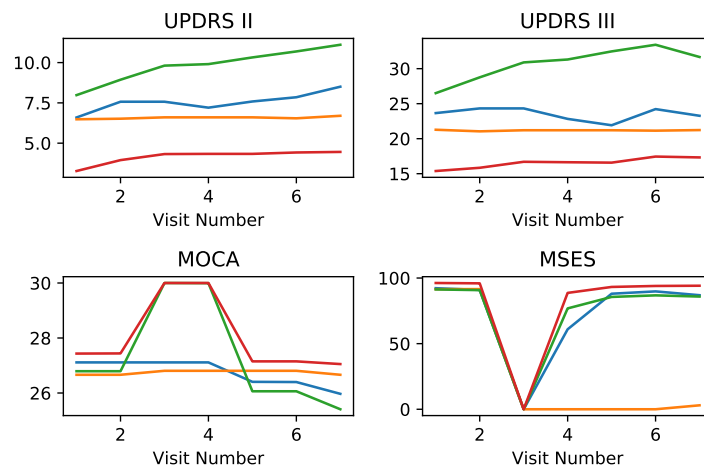 UPDRS II
10.0
7.5
5.0
2 4 6
Visit Number
UPDRS III
30
25
20
15
2 4 6
Visit Number
MOCA
30
28
26
2 4 6
Visit Number
MSES
100
50
0
2 4 6
Visit Number